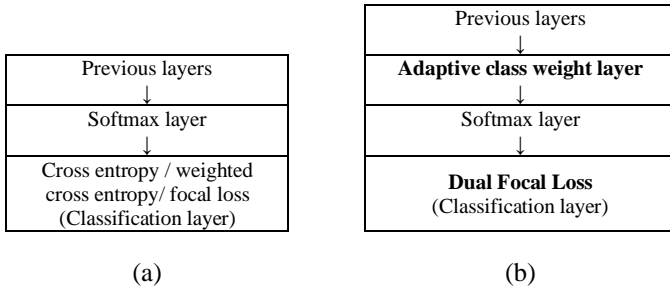 Previous layers
↓
Softmax layer
↓
Cross entropy / weighted
cross entropy/ focal loss
(Classification layer)
(a)
Previous layers
↓
Adaptive class weight layer
↓
Softmax layer
↓
Dual Focal Loss
(Classification layer)
(b)